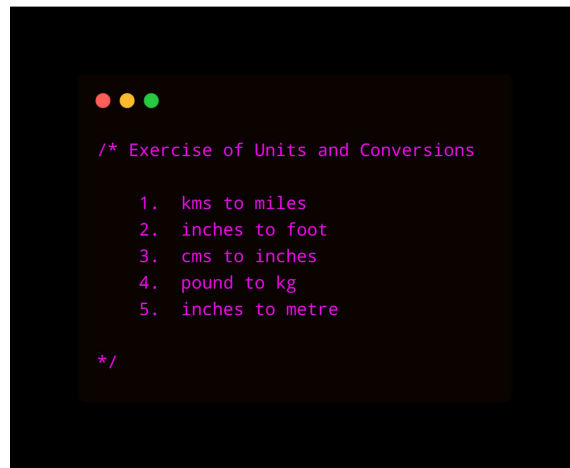 /* Exercise of Units and Conversions
1. kms to miles
2. inches to foot
3. cms to inches
4. pound to kg
5. inches to metre
*/